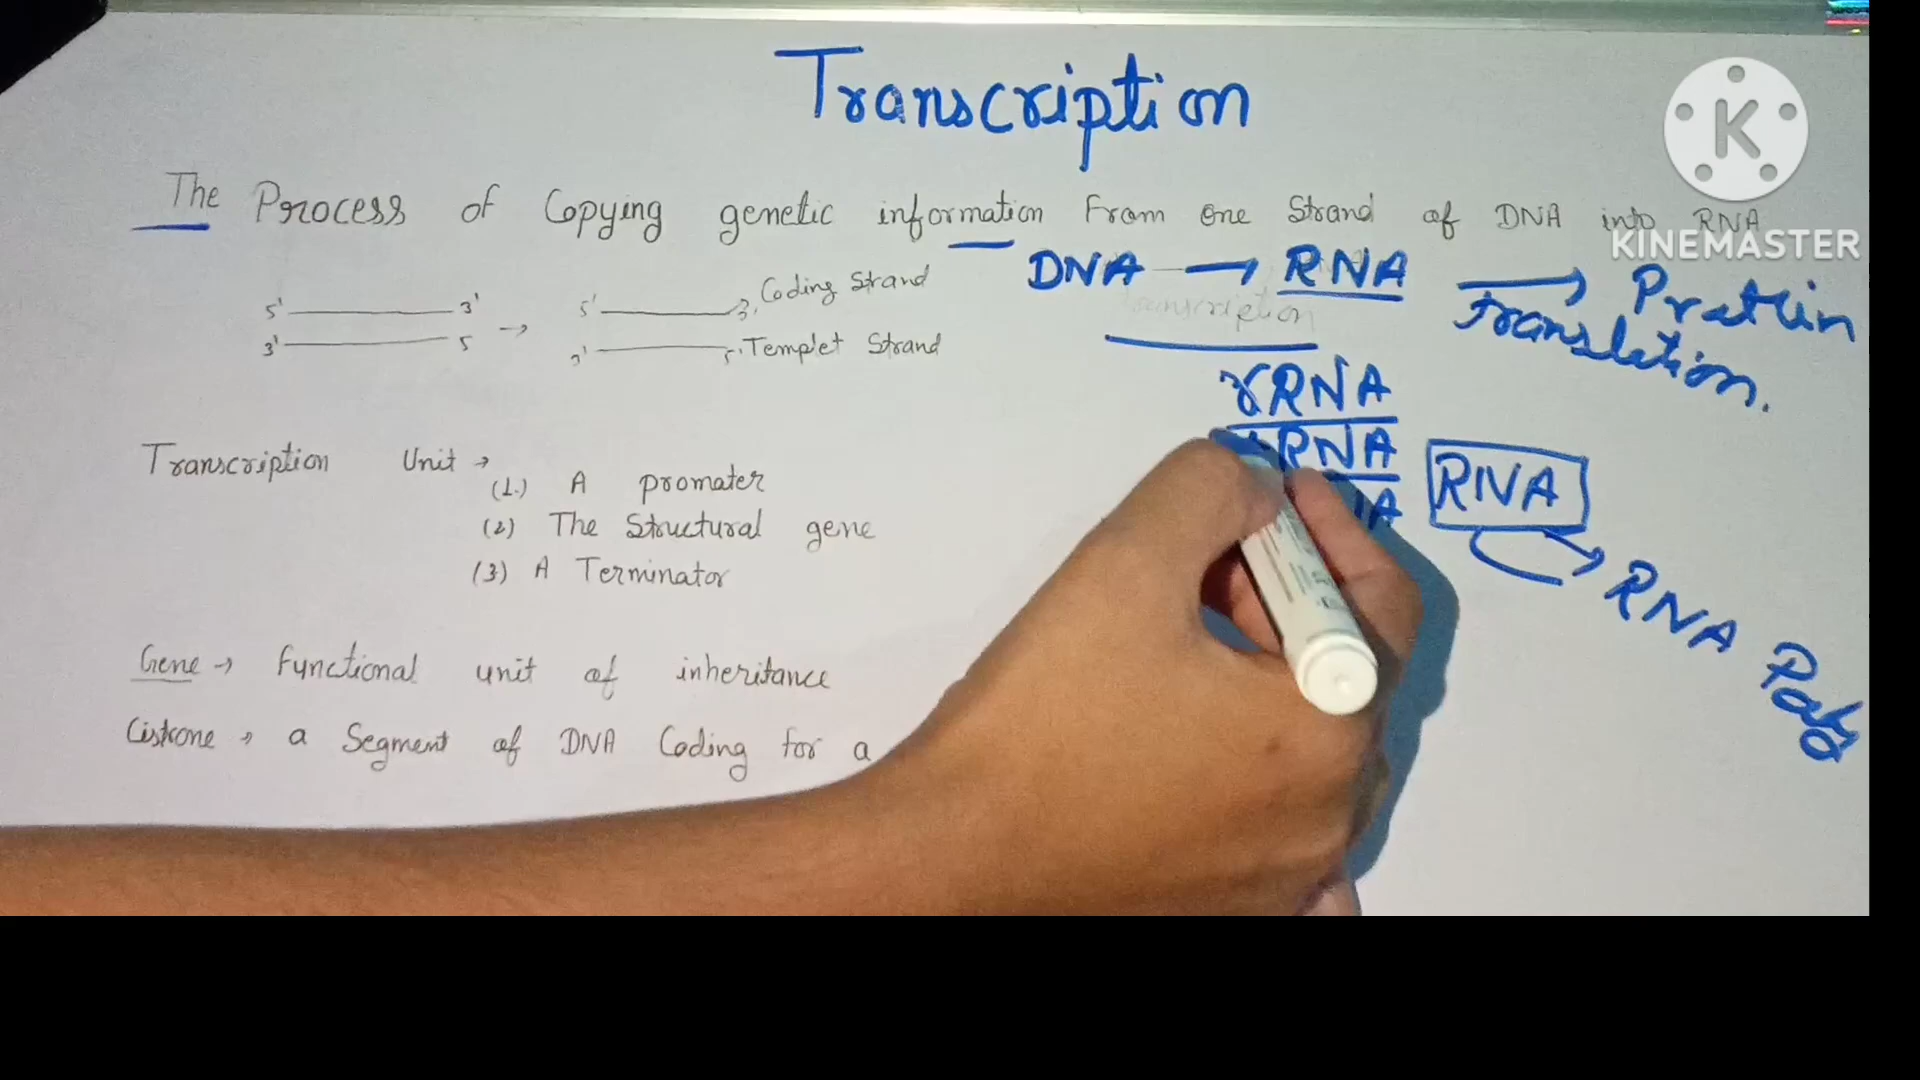 Transcription
The Process of Copying genetic information From one Strand of DNA into RNA
KINEMASTER
DNA → RNA → Protein
Transcription
Translation.
5' 3' → 5' 3' Coding Strand
3' 5 3' 5' Templet Strand
rRNA
tRNA
RNA
RNA
Transcription Unit →
(1.) A promater
(2) The Structural gene
(3) A Terminator
Gene → Functional unit of inheritance
Cistrone → a Segment of DNA Coding for a